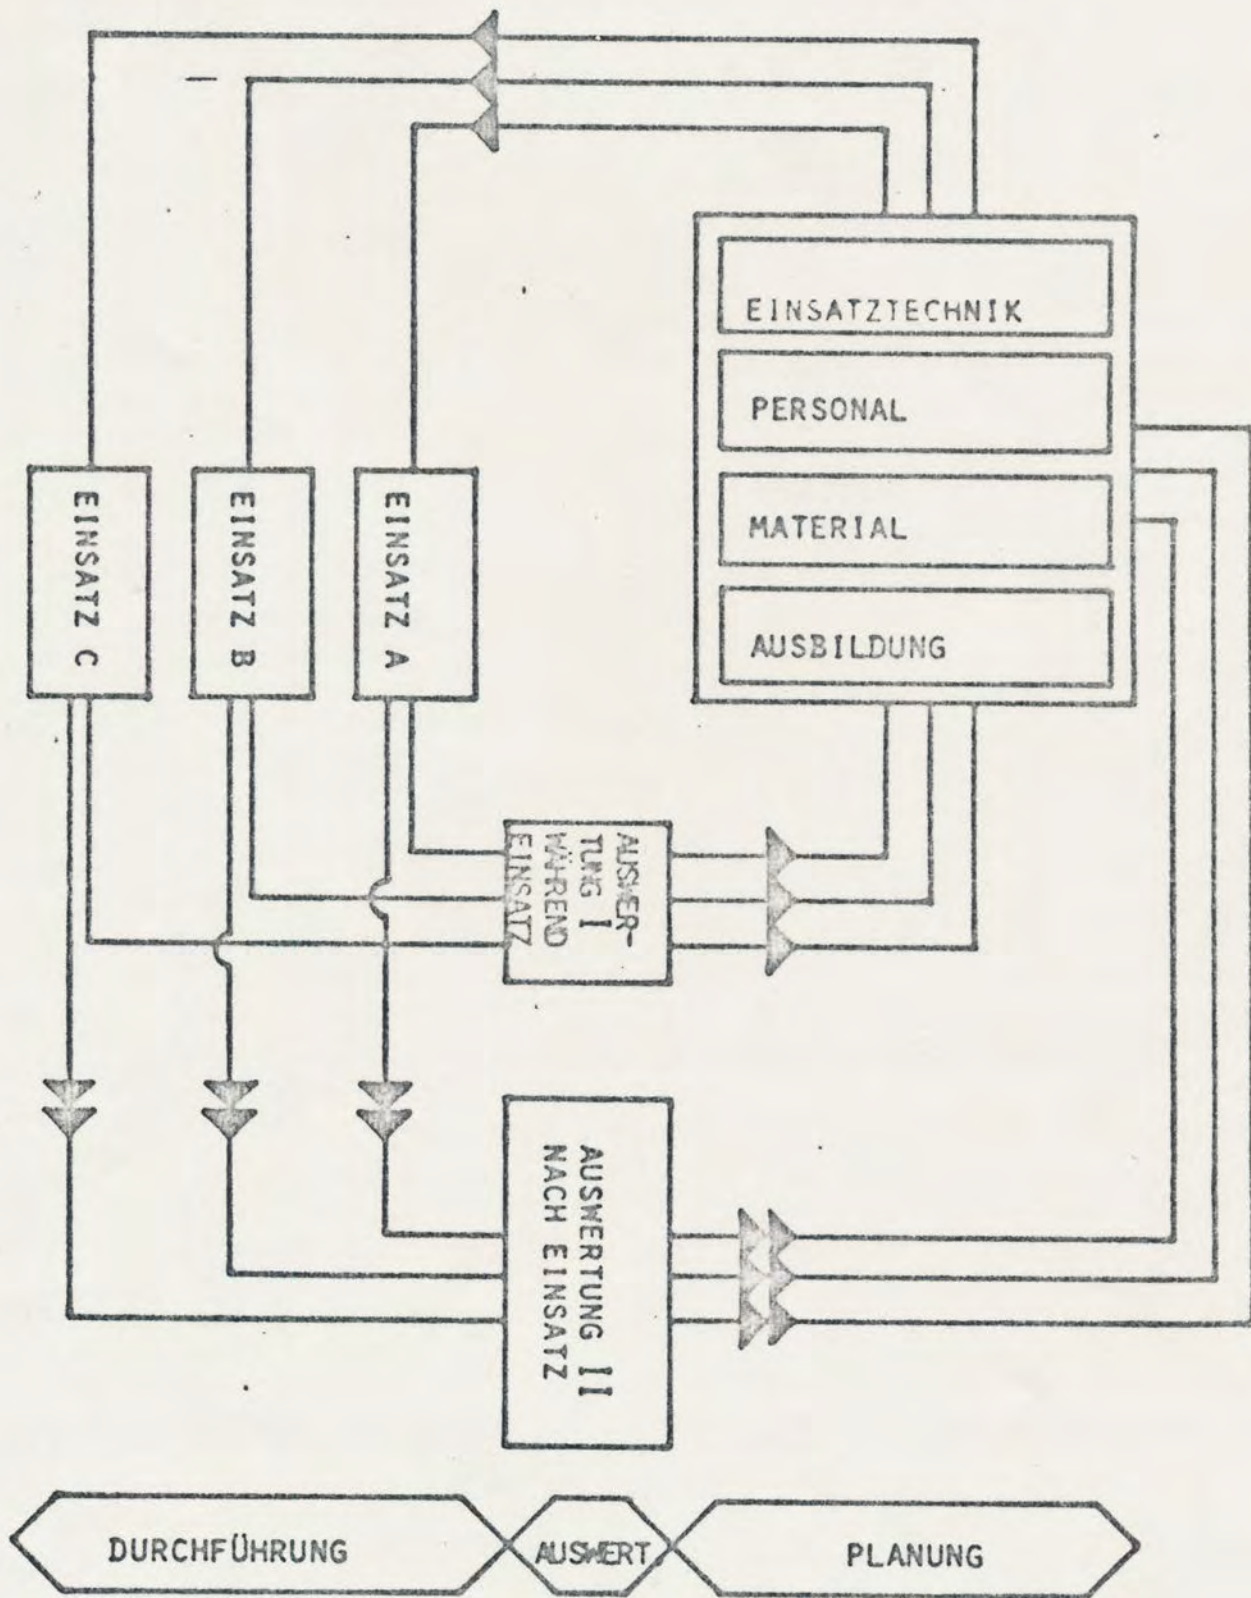 EINSATZTECHNIK
PERSONAL
MATERIAL
AUSBILDUNG
EINSATZ C
EINSATZ B
EINSATZ A
AUSWER-
TUNG I
WÄHREND
EINSATZ
AUSWERTUNG II
NACH EINSATZ
DURCHFÜHRUNG
AUSWERT.
PLANUNG